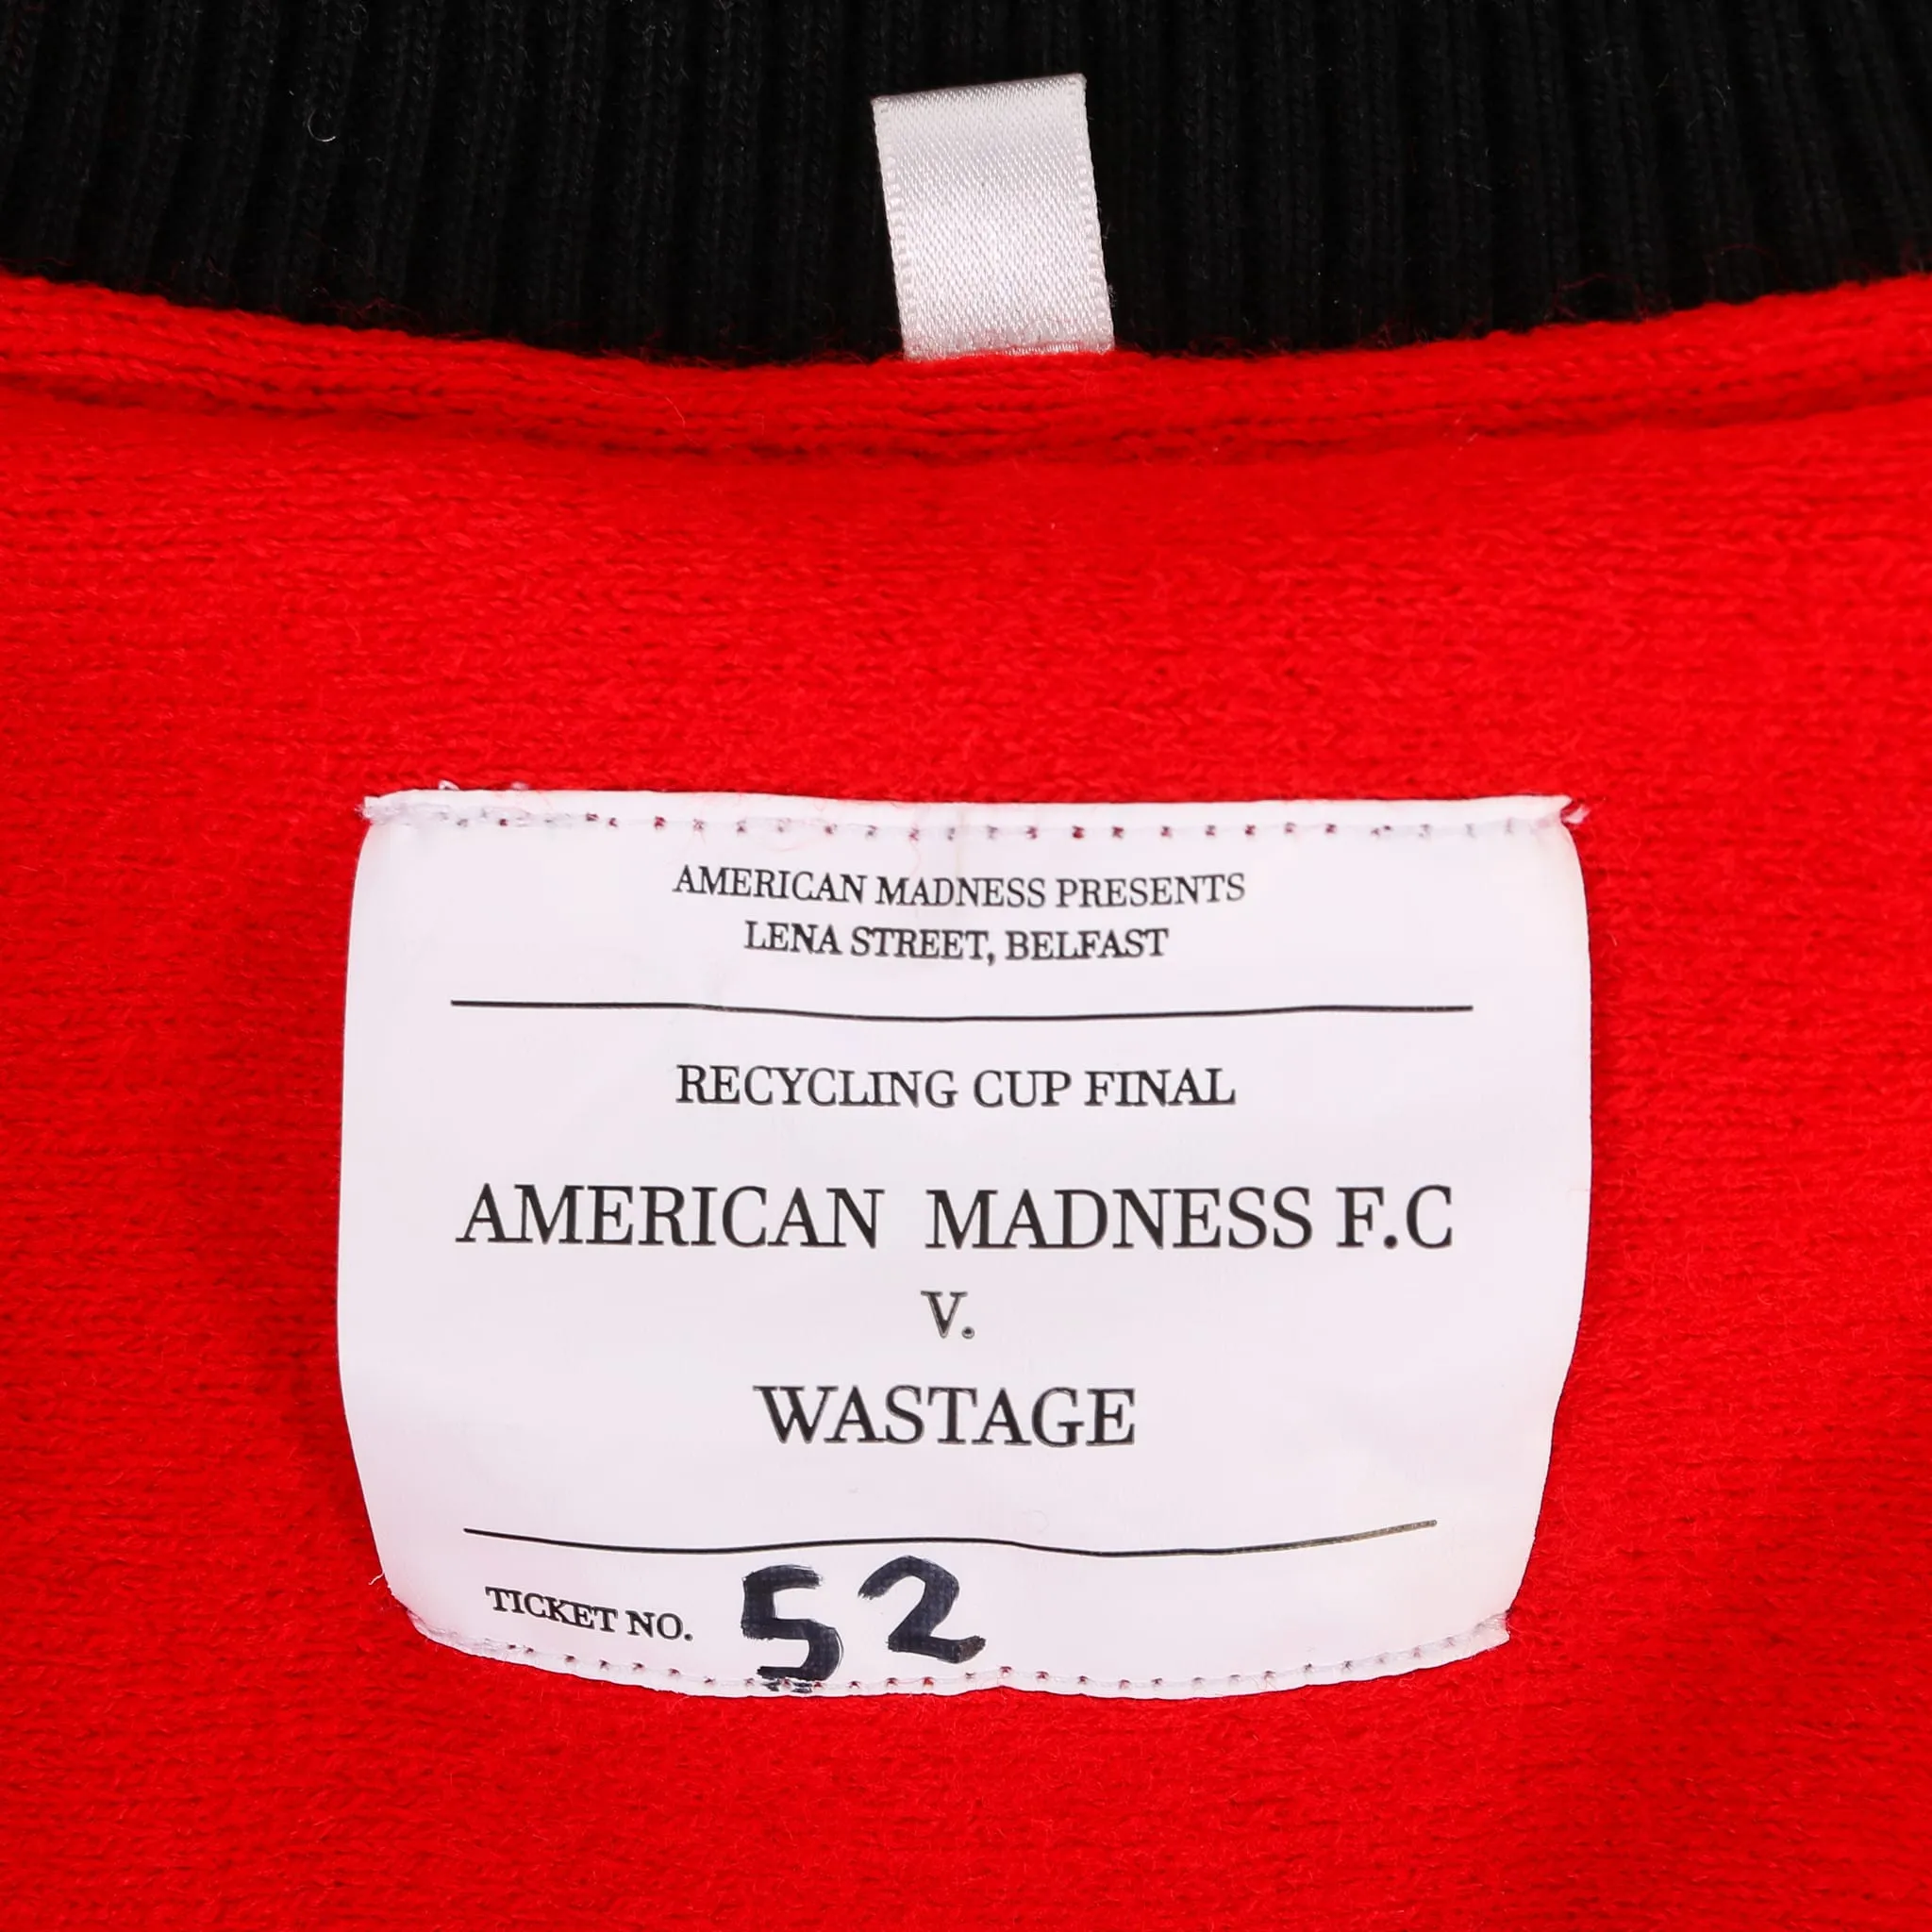 AMERICAN MADNESS PRESENTS
LENA STREET, BELFAST
RECYCLING CUP FINAL
AMERICAN MADNESS F.C
V.
WASTAGE
TICKET NO. 52